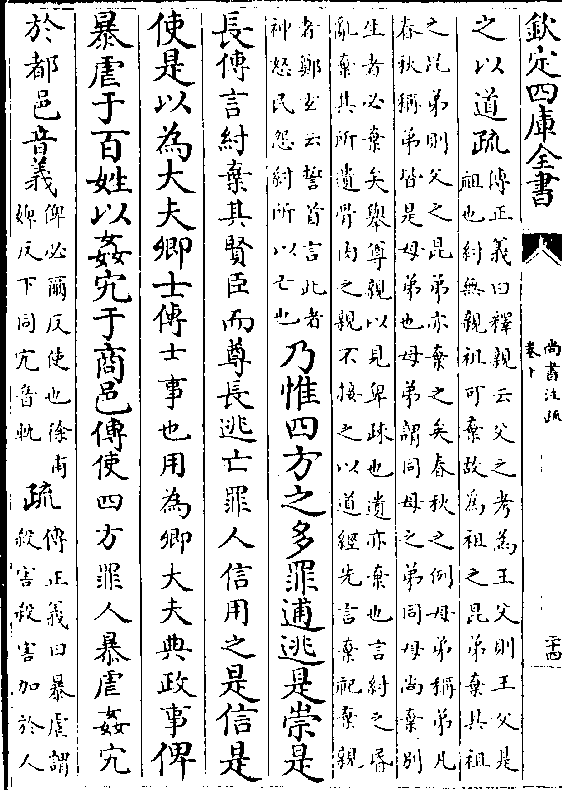 欽定四庫全書
尚書注疏
卷十
二十四
之以道疏
傳正義曰釋親云父之考為王父則王父是
祖也紂無親祖可棄故為祖之昆弟棄其祖
之昆弟則父之昆弟亦棄之矣春秋之例母弟稱弟凡
春秋稱弟皆是母弟也母弟謂同母之弟同母尚棄別
生者必棄矣舉尊親以見卑疎也遺亦棄也言紂之昏
亂棄其所遺骨肉之親不接之以道經先言棄祀棄親
者鄭玄云誓首言此者
神怒民怨紂所以亡也
乃惟四方之多罪逋逃是崇是
長傳言紂棄其賢臣而尊長逃亡罪人信用之是信是
使是以為大夫卿士傳士事也用為卿大夫典政事俾
暴虐于百姓以姦宄于商邑傳使四方罪人暴虐姦宄
於都邑音義
俾必爾反使也徐甫
婢反下同宄音軌
疏
傳正義曰暴虐謂
殺害殺害加於人